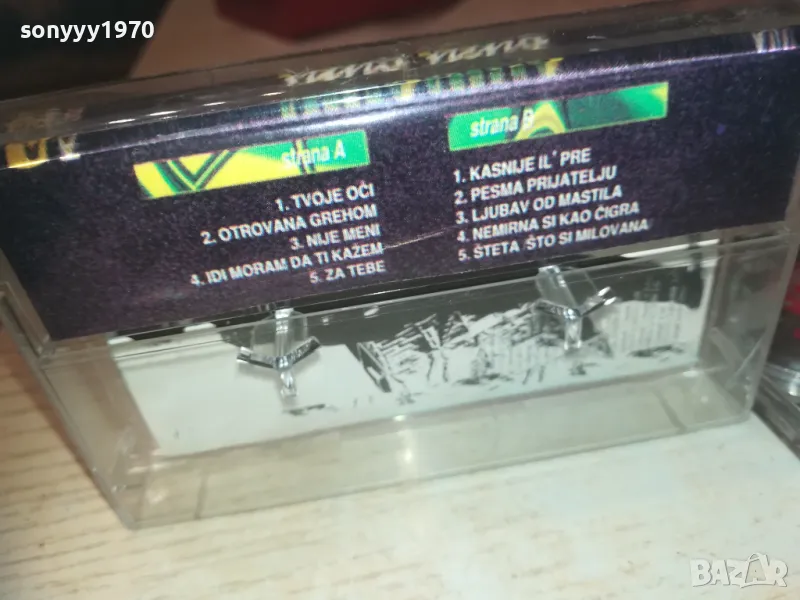 sonyyy1970
strana A
1. TVOJE OČI
2. OTROVANA GREHOM
3. NIJE MENI
4. IDI MORAM DA TI KAŽEM
5. ZA TEBE
strana B
1. KASNIJE IL' PRE
2. PESMA PRIJATELJU
3. LJUBAV OD MASTILA
4. NEMIRNA SI KAO ČIGRA
5. ŠTETA ŠTO SI MILOVANA
BAZAR